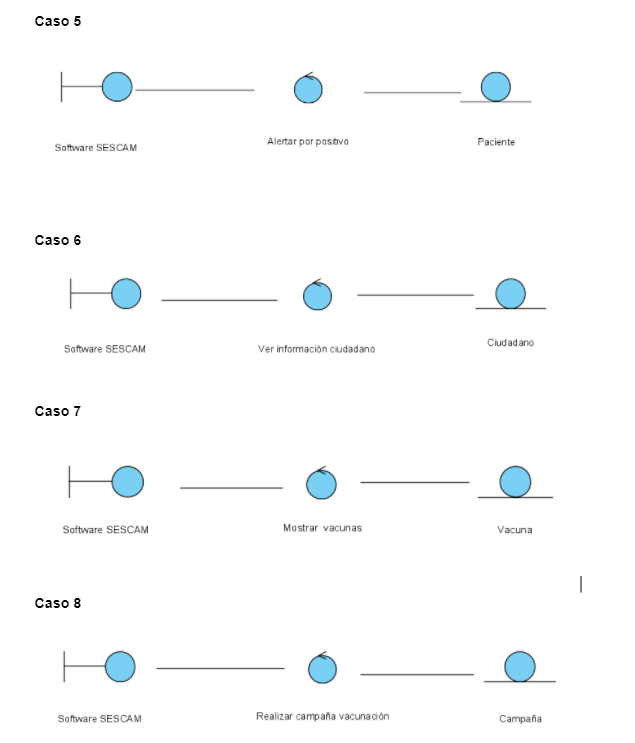 Caso 5
Software SESCAM
Alertar por positivo
Paciente
Caso 6
Software SESCAM
Ver información ciudadano
Ciudadano
Caso 7
Software SESCAM
Mostrar vacunas
Vacuna
Caso 8
Software SESCAM
Realizar campaña vacunación
Campaña